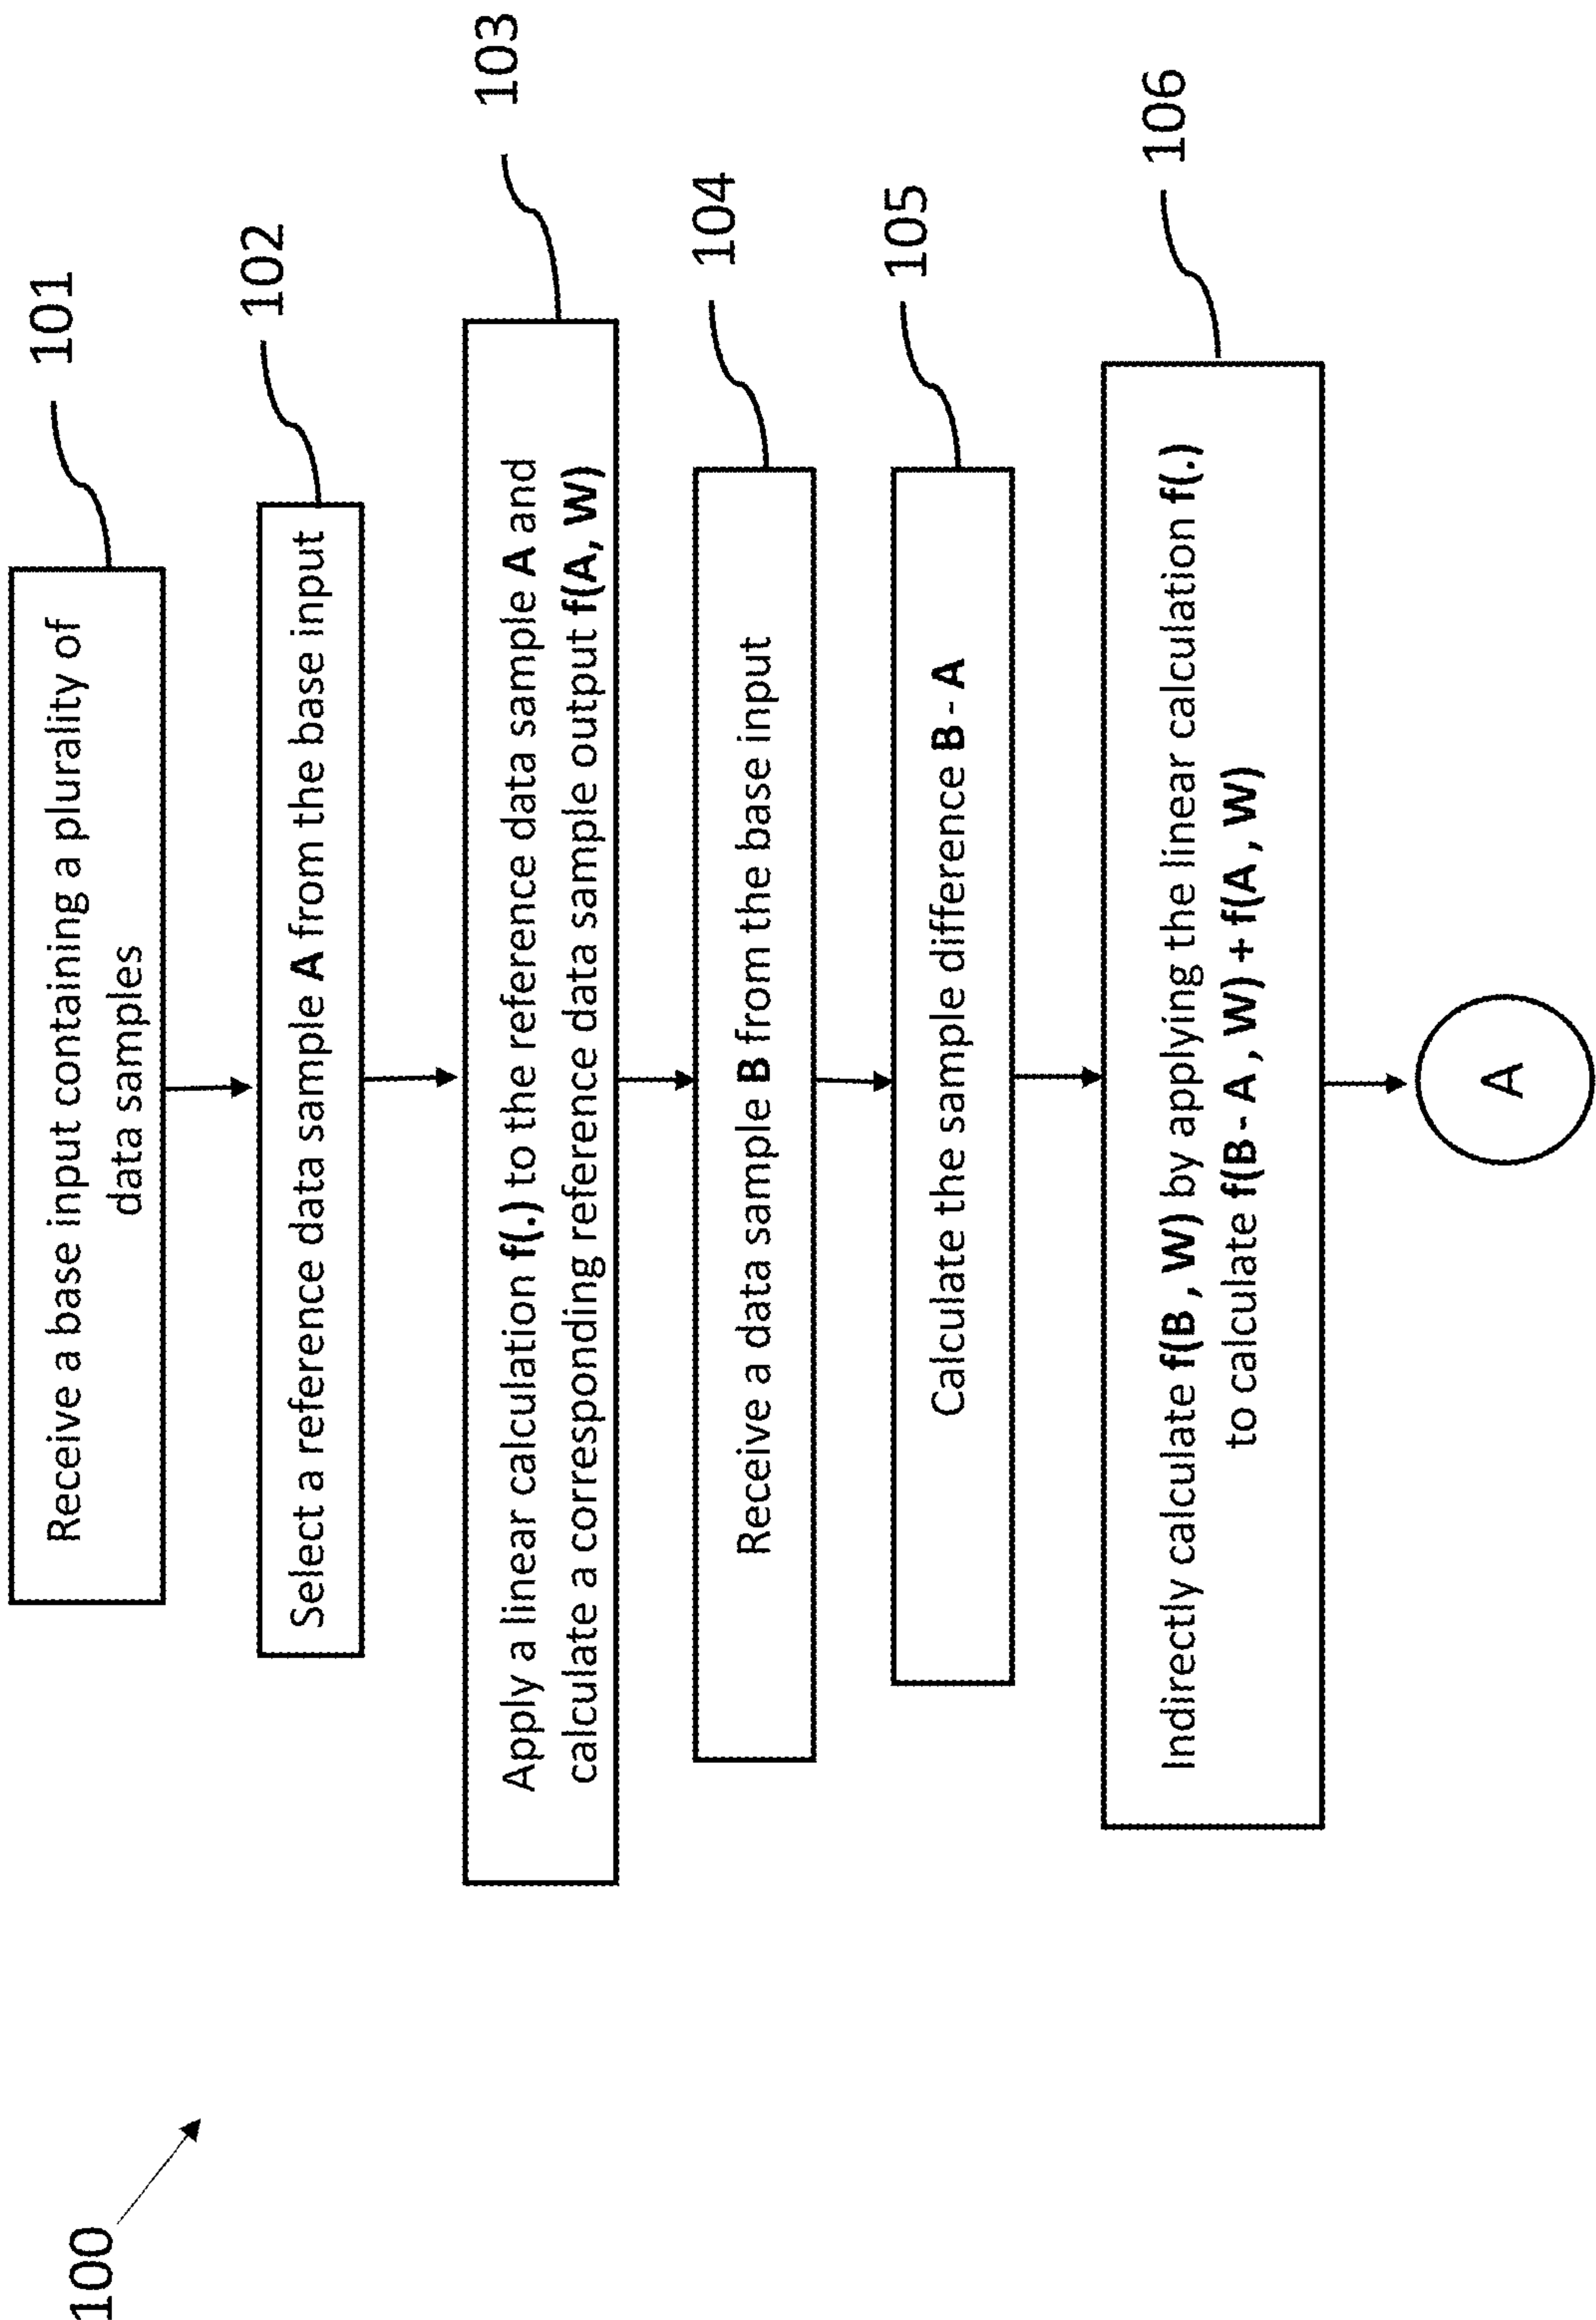 100
101
Receive a base input containing a plurality of
data samples
102
Select a reference data sample A from the base input
103
Apply a linear calculation f(.) to the reference data sample A and
calculate a corresponding reference data sample output f(A, W)
104
Receive a data sample B from the base input
105
Calculate the sample difference B - A
106
Indirectly calculate f(B , W) by applying the linear calculation f(.)
to calculate f(B - A , W) + f(A , W)
A